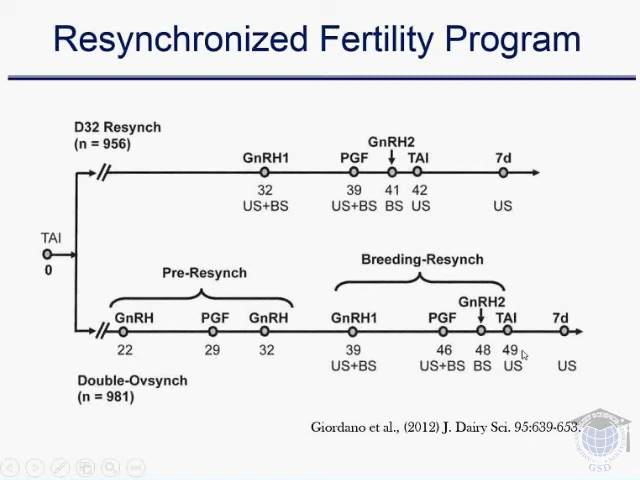 Resynchronized Fertility Program
D32 Resynch
(n = 956)
GnRH2
GnRH1 PGF TAI 7d
32 39 41 42
US+BS US+BS BS US US
TAI
0
Pre-Resynch Breeding-Resynch
GnRH2
GnRH PGF GnRH GnRH1 PGF TAI 7d
22 29 32 39 46 48 49
US+BS US+BS BS US US
Double-Ovsynch
(n = 981)
Giordano et al., (2012) J. Dairy Sci. 95:639-653.
GSD